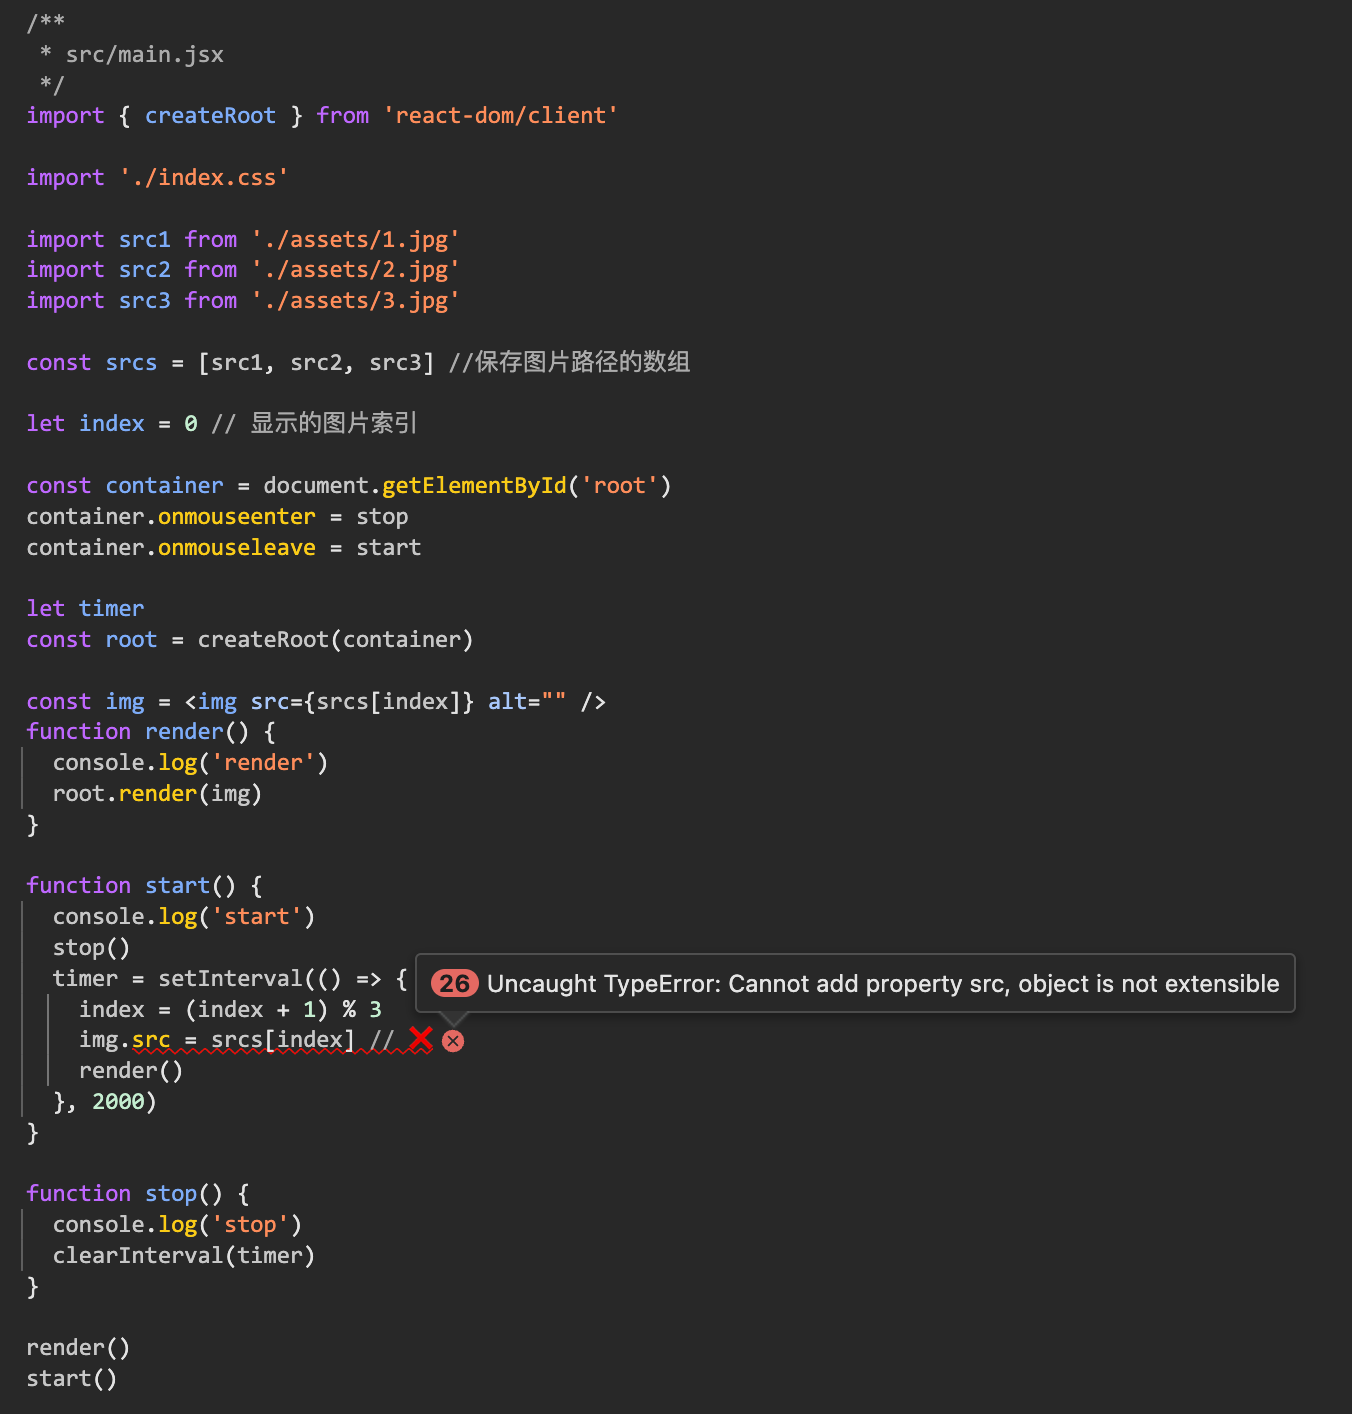 /**
 * src/main.jsx
 */
import { createRoot } from 'react-dom/client'
import './index.css'
import src1 from './assets/1.jpg'
import src2 from './assets/2.jpg'
import src3 from './assets/3.jpg'
const srcs = [src1, src2, src3] //保存图片路径的数组
let index = 0 // 显示的图片索引
const container = document.getElementById('root')
container.onmouseenter = stop
container.onmouseleave = start
let timer
const root = createRoot(container)
const img = <img src={srcs[index]} alt="" />
function render() {
  console.log('render')
  root.render(img)
}
function start() {
  console.log('start')
  stop()
  timer = setInterval(() => {
26 Uncaught TypeError: Cannot add property src, object is not extensible
    index = (index + 1) % 3
    img.src = srcs[index] // ❌
    render()
  }, 2000)
}
function stop() {
  console.log('stop')
  clearInterval(timer)
}
render()
start()